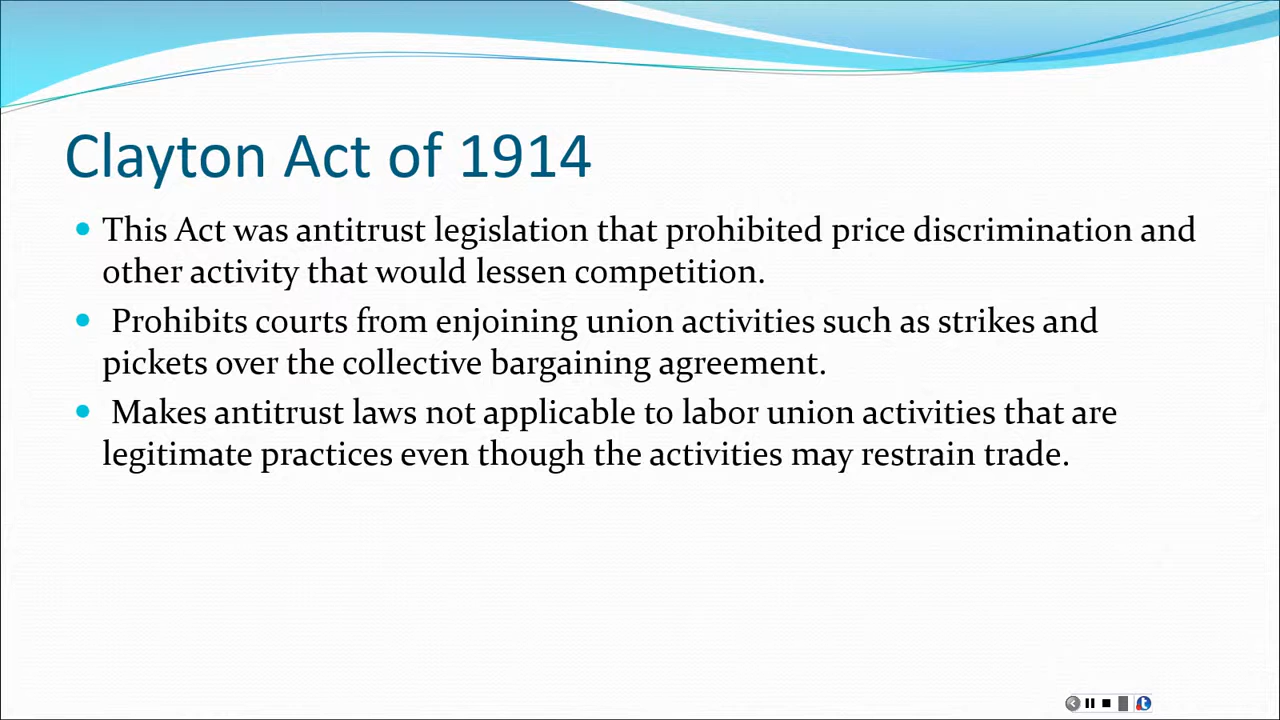 Clayton Act of 1914
• This Act was antitrust legislation that prohibited price discrimination and
other activity that would lessen competition.
• Prohibits courts from enjoining union activities such as strikes and
pickets over the collective bargaining agreement.
• Makes antitrust laws not applicable to labor union activities that are
legitimate practices even though the activities may restrain trade.
t